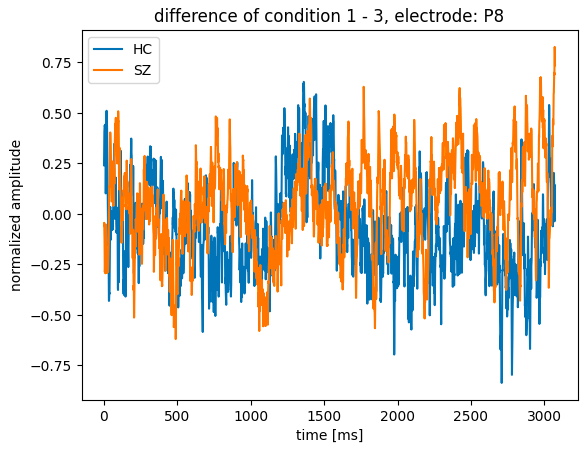 difference of condition 1 - 3, electrode: P8
HC
SZ
normalized amplitude
0.75
0.50
0.25
0.00
−0.25
−0.50
−0.75
0 500 1000 1500 2000 2500 3000
time [ms]